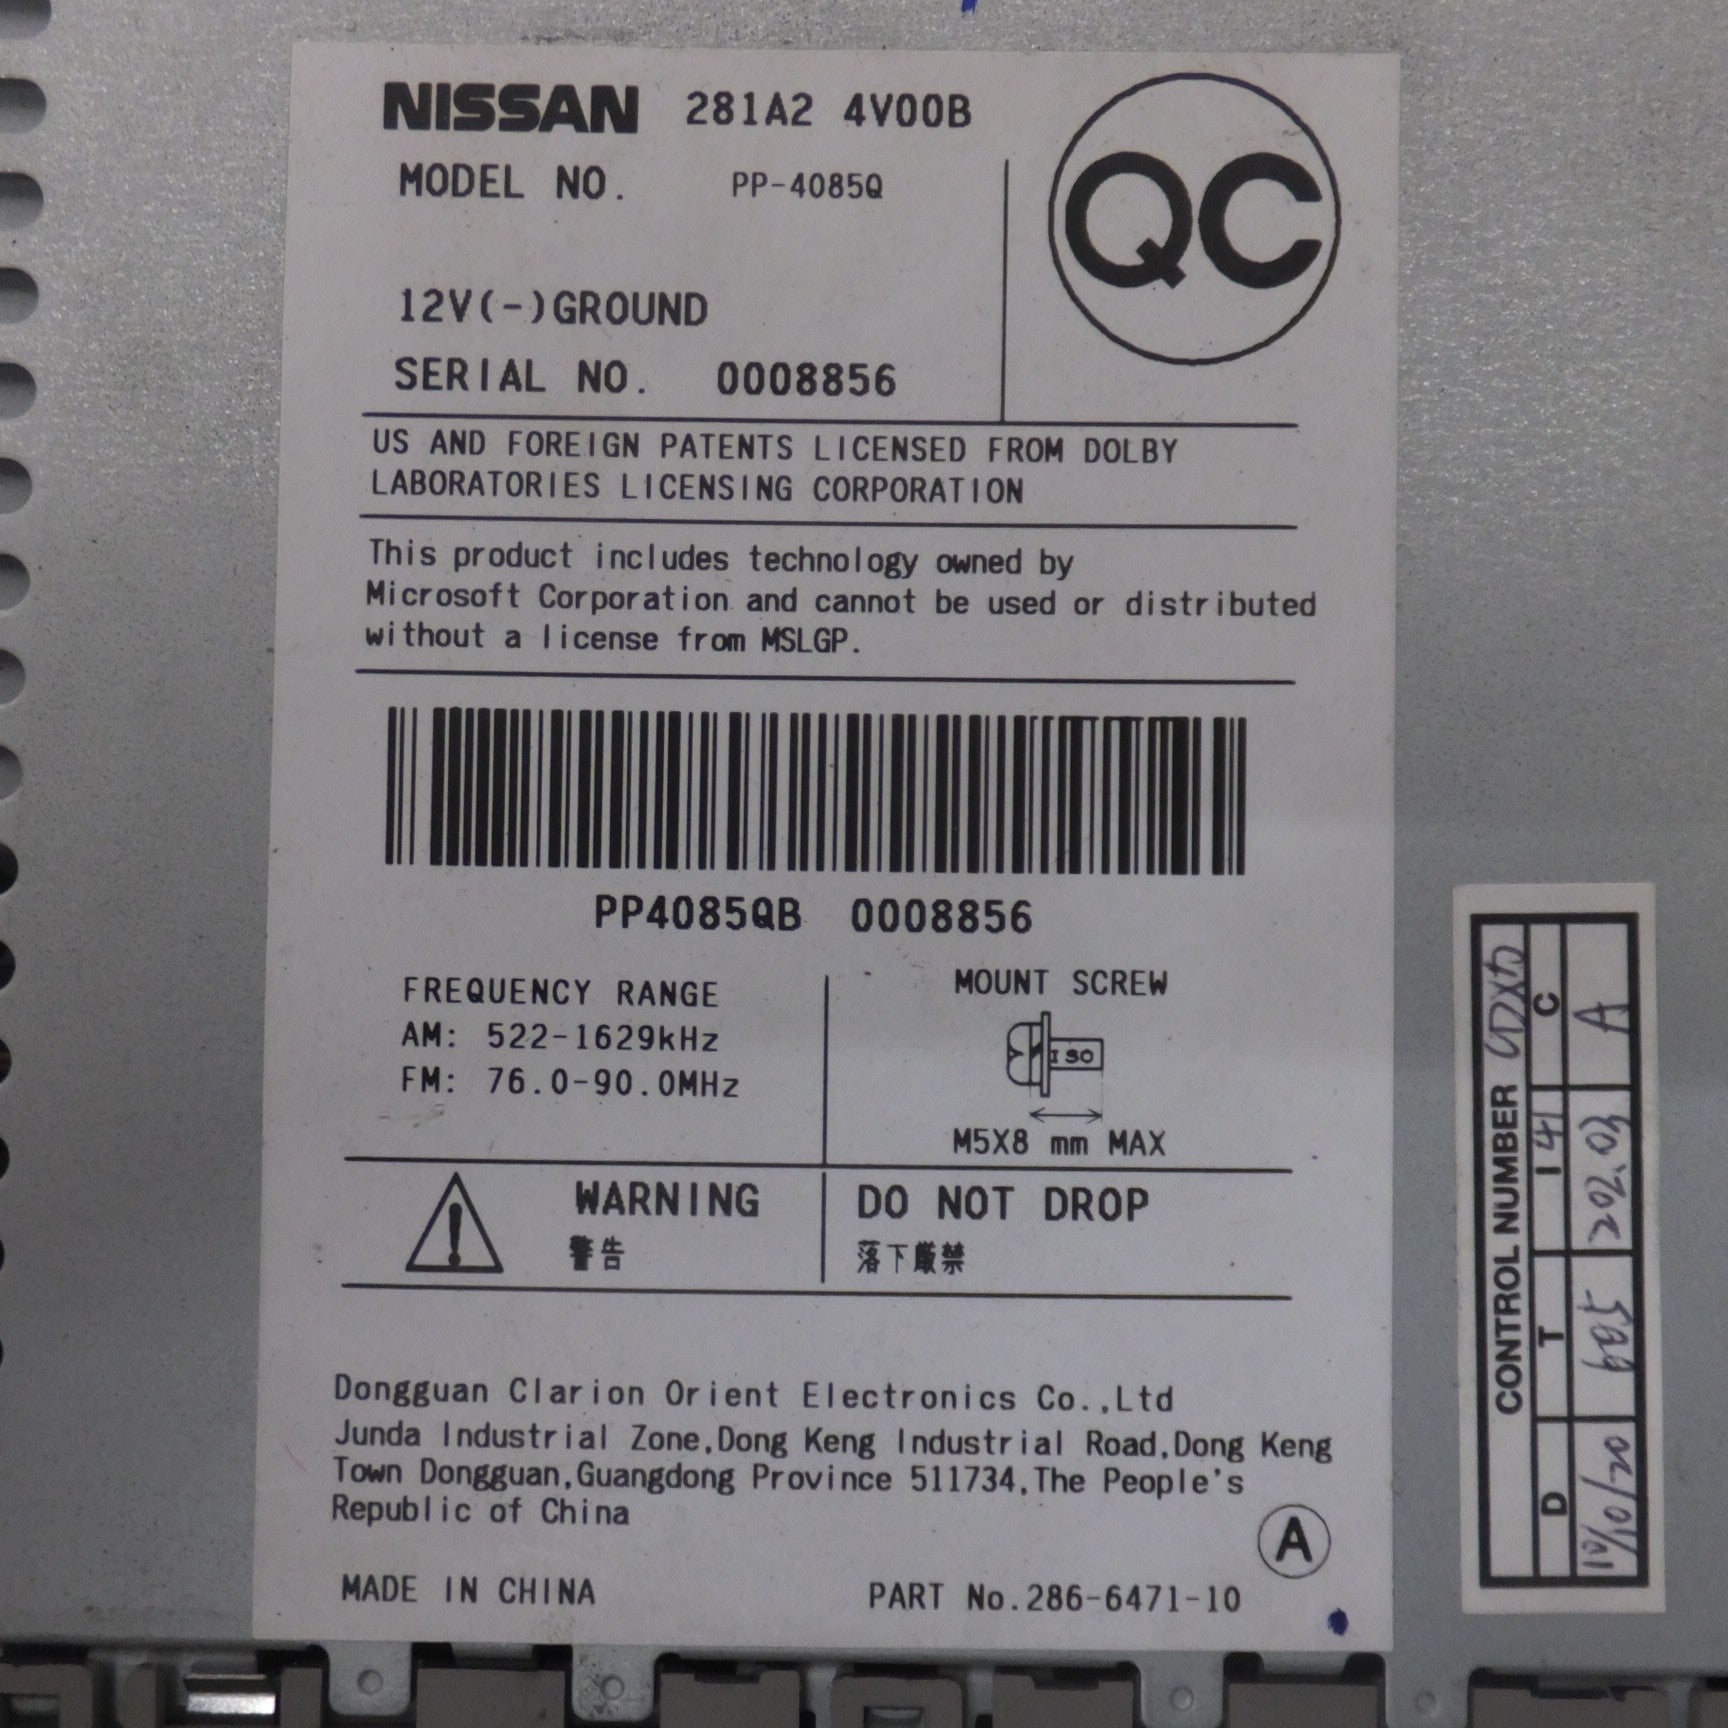 NISSAN 281A2 4V00B
MODEL NO. PP-4085Q
QC
12V(-)GROUND
SERIAL NO. 0008856
US AND FOREIGN PATENTS LICENSED FROM DOLBY
LABORATORIES LICENSING CORPORATION
This product includes technology owned by
Microsoft Corporation and cannot be used or distributed
without a license from MSLGP.
PP4085QB 0008856
FREQUENCY RANGE
AM: 522-1629kHz
FM: 76.0-90.0MHz
MOUNT SCREW
ISO
M5X8 mm MAX
WARNING
警告
DO NOT DROP
落下厳禁
Dongguan Clarion Orient Electronics Co.,Ltd
Junda Industrial Zone,Dong Keng Industrial Road,Dong Keng
Town Dongguan,Guangdong Province 511734,The People's
Republic of China
A
MADE IN CHINA
PART No.286-6471-10
CONTROL NUMBER
D T I 41 C
A